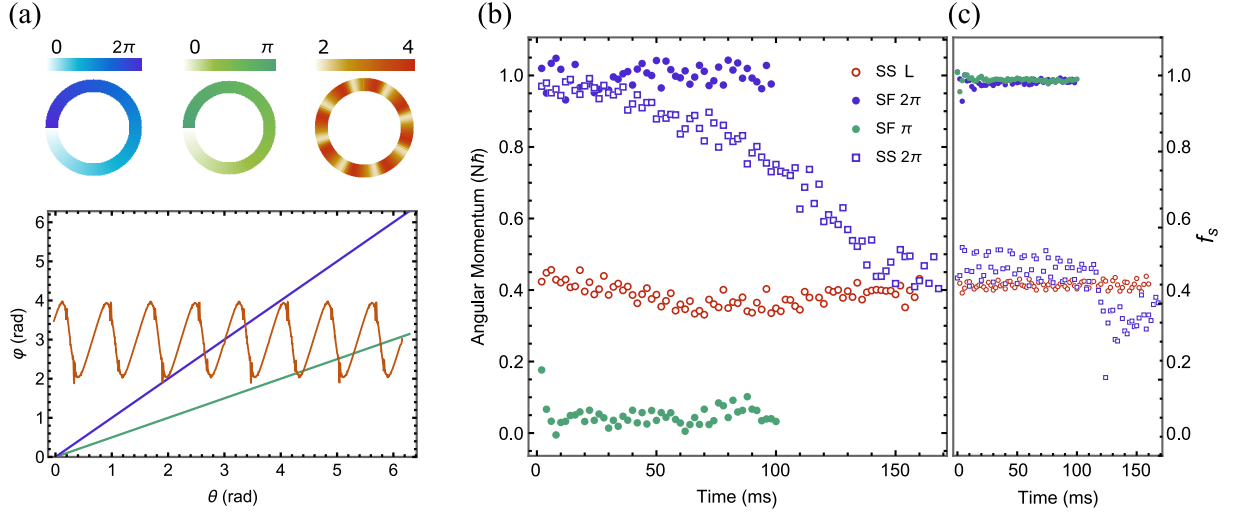 (a)
0 2π 0 π 2 4
φ (rad)
6
5
4
3
2
1
0
0 1 2 3 4 5 6
θ (rad)
(b)
Angular Momentum (Nℏ)
1.0
0.8
0.6
0.4
0.2
0.0
SS L
SF 2π
SF π
SS 2π
0 50 100 150
Time (ms)
(c)
1.0
0.8
0.6
0.4
0.2
0.0
f_s
0 50 100 150
Time (ms)